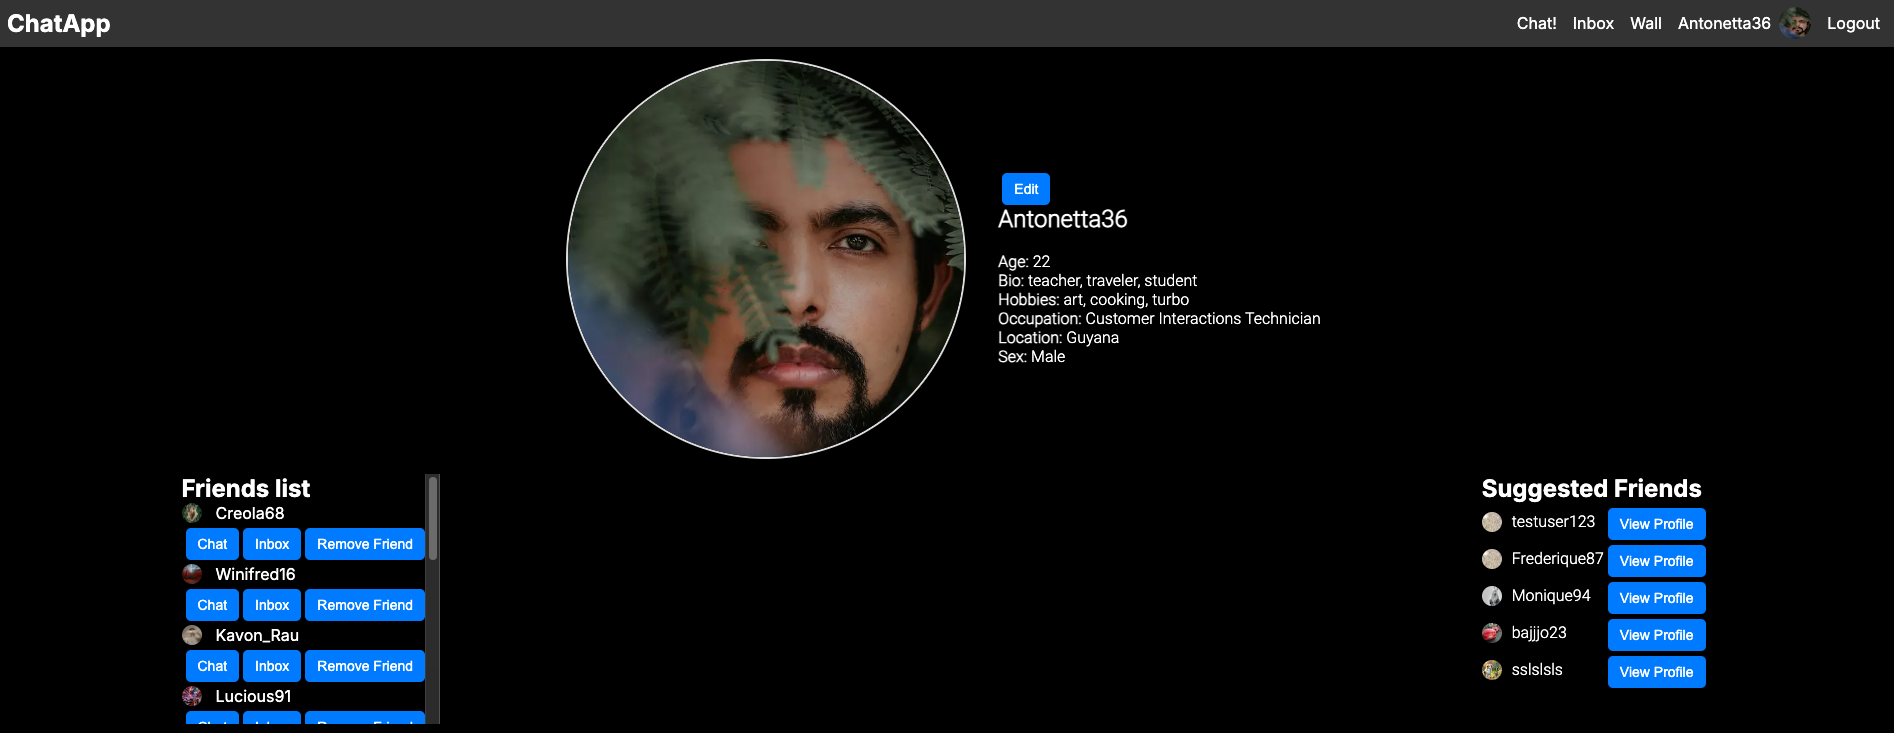 ChatApp
Chat! Inbox Wall Antonetta36 Logout
Edit
Antonetta36
Age: 22
Bio: teacher, traveler, student
Hobbies: art, cooking, turbo
Occupation: Customer Interactions Technician
Location: Guyana
Sex: Male
Friends list
Creola68
Chat Inbox Remove Friend
Winifred16
Chat Inbox Remove Friend
Kavon_Rau
Chat Inbox Remove Friend
Lucious91
Suggested Friends
testuser123 View Profile
Frederique87 View Profile
Monique94 View Profile
bajjjo23 View Profile
sslslsls View Profile